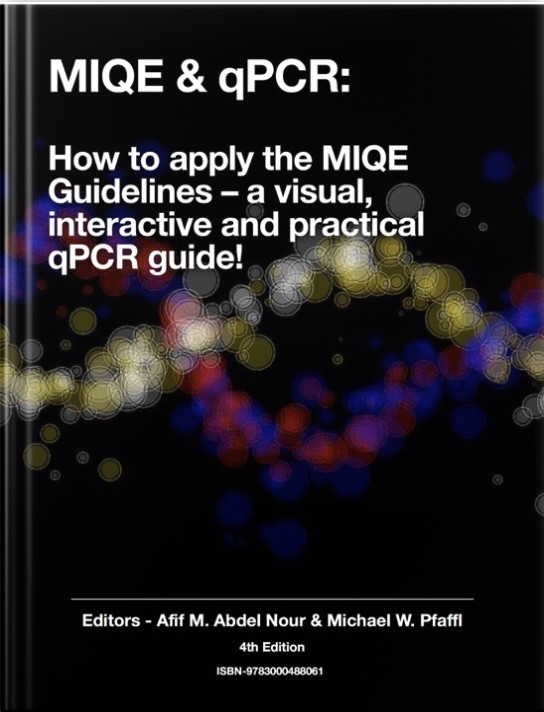 MIQE & qPCR:
How to apply the MIQE
Guidelines – a visual,
interactive and practical
qPCR guide!
Editors - Afif M. Abdel Nour & Michael W. Pfaffl
4th Edition
ISBN-9783000488061